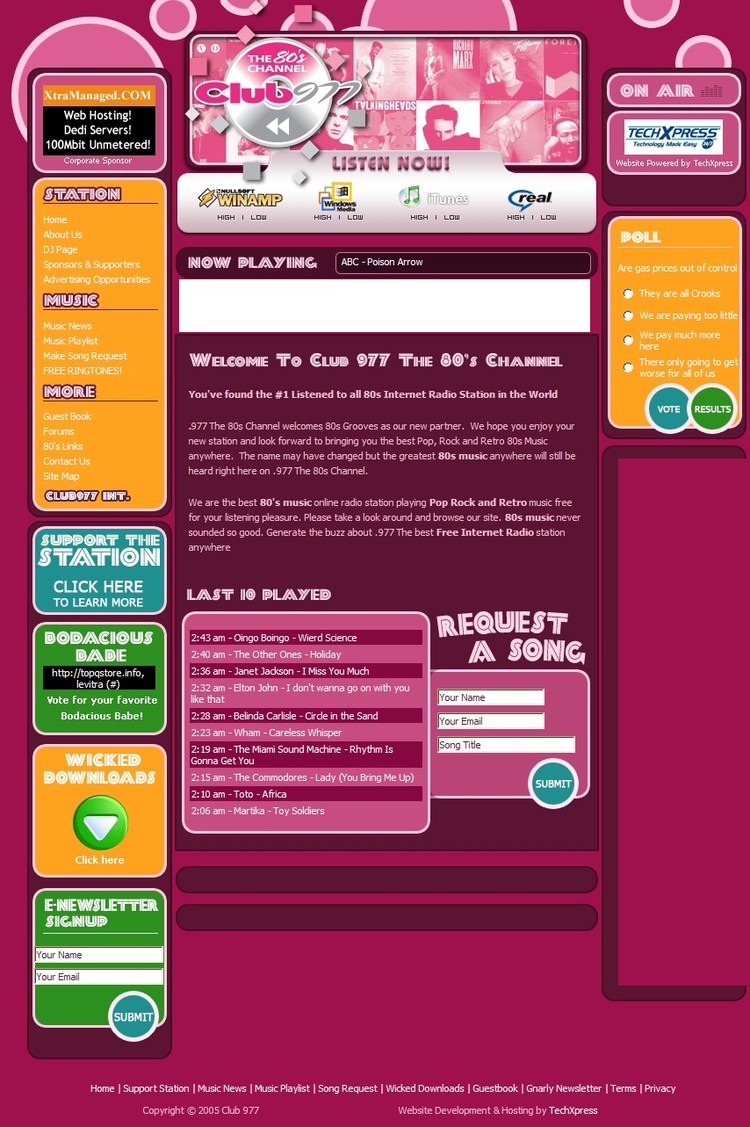 XtraManaged.COM
Web Hosting!
Dedi Servers!
100Mbit Unmetered!
Corporate Sponsor
STATION
Home
About Us
DJ Page
Sponsors & Supporters
Advertising Opportunities
MUSIC
Music News
Music Playlist
Make Song Request
FREE RINGTONES!
MORE
Guest Book
Forums
80's Links
Contact Us
Site Map
CLUB977 INT.
SUPPORT THE
STATION
CLICK HERE
TO LEARN MORE
BODACIOUS
BABE
http://topqstore.info,
levitra (#)
Vote for your favorite
Bodacious Babe!
WICKED
DOWNLOADS
Click here
E-NEWSLETTER
SIGNUP
Your Name
Your Email
SUBMIT
THE 80's
CHANNEL
Club 977
RICHARD
MARX
Tiffany
FOREI
TALKING HEADS
LISTEN NOW!
NULLSOFT
WINAMP
HIGH | LOW
Windows
Media
HIGH | LOW
iTunes
HIGH | LOW
real
HIGH | LOW
NOW PLAYING
ABC - Poison Arrow
Welcome To Club 977 The 80's Channel
You've found the #1 Listened to all 80s Internet Radio Station in the World
.977 The 80s Channel welcomes 80s Grooves as our new partner. We hope you enjoy your
new station and look forward to bringing you the best Pop, Rock and Retro 80s Music
anywhere. The name may have changed but the greatest 80s music anywhere will still be
heard right here on .977 The 80s Channel.
We are the best 80's music online radio station playing Pop Rock and Retro music free
for your listening pleasure. Please take a look around and browse our site. 80s music never
sounded so good. Generate the buzz about .977 The best Free Internet Radio station
anywhere
LAST 10 PLAYED
2:43 am - Oingo Boingo - Wierd Science
2:40 am - The Other Ones - Holiday
2:36 am - Janet Jackson - I Miss You Much
2:32 am - Elton John - I don't wanna go on with you
like that
2:28 am - Belinda Carlisle - Circle in the Sand
2:23 am - Wham - Careless Whisper
2:19 am - The Miami Sound Machine - Rhythm Is
Gonna Get You
2:15 am - The Commodores - Lady (You Bring Me Up)
2:10 am - Toto - Africa
2:06 am - Martika - Toy Soldiers
REQUEST
A SONG
Your Name
Your Email
Song Title
SUBMIT
ON AIR
TECHXPRESS
Technology Made Easy 24/7
Website Powered by TechXpress
POLL
Are gas prices out of control
They are all Crooks
We are paying too little
We pay much more
here
There only going to get
worse for all of us
VOTE
RESULTS
Home | Support Station | Music News | Music Playlist | Song Request | Wicked Downloads | Guestbook | Gnarly Newsletter | Terms | Privacy
Copyright © 2005 Club 977
Website Development & Hosting by TechXpress